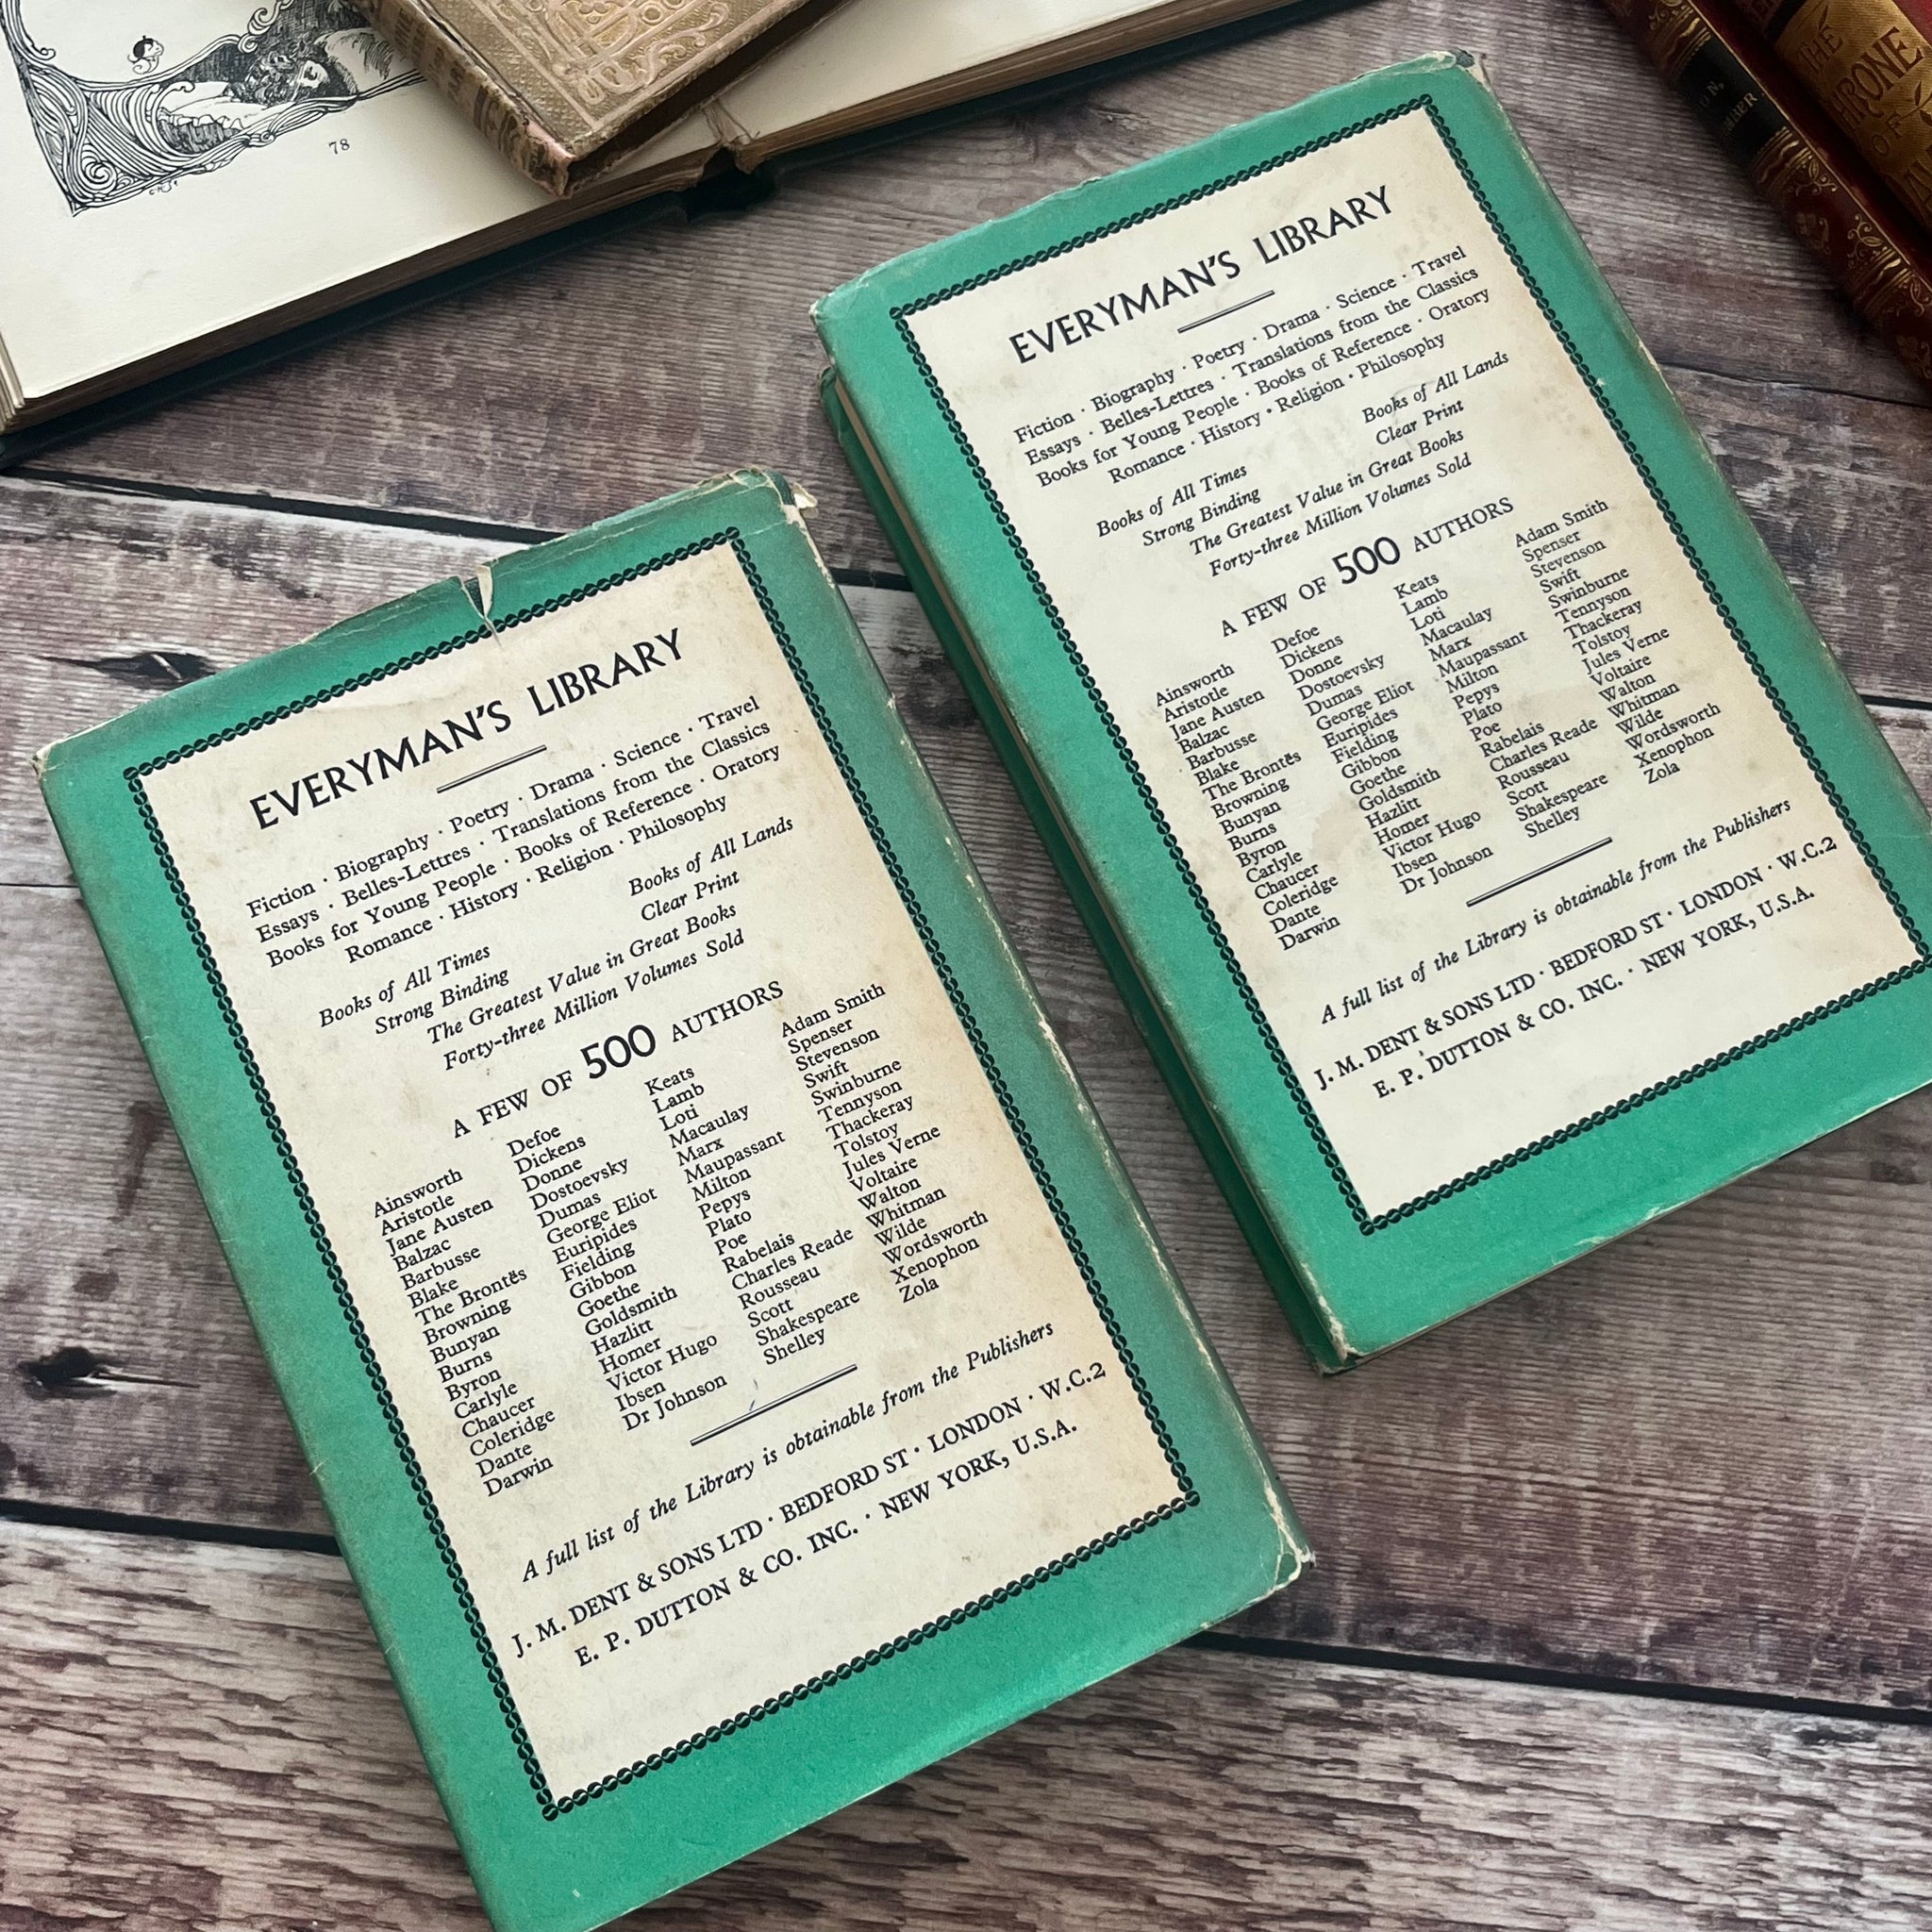 78
EVERYMAN'S LIBRARY
Fiction · Biography · Poetry · Drama · Science · Travel
Essays · Belles-Lettres · Translations from the Classics
Books for Young People · Books of Reference · Oratory
Romance · History · Religion · Philosophy
Books of All Times Books of All Lands
Strong Binding Clear Print
The Greatest Value in Great Books
Forty-three Million Volumes Sold
A FEW OF 500 AUTHORS
Ainsworth
Aristotle
Jane Austen
Balzac
Barbusse
Blake
The Brontës
Browning
Bunyan
Burns
Byron
Carlyle
Chaucer
Coleridge
Dante
Darwin
Defoe
Dickens
Donne
Dostoevsky
Dumas
George Eliot
Euripides
Fielding
Gibbon
Goethe
Goldsmith
Hazlitt
Homer
Victor Hugo
Ibsen
Dr Johnson
Keats
Lamb
Loti
Macaulay
Marx
Maupassant
Milton
Pepys
Plato
Poe
Rabelais
Charles Reade
Rousseau
Scott
Shakespeare
Shelley
Adam Smith
Spenser
Stevenson
Swift
Swinburne
Tennyson
Thackeray
Tolstoy
Jules Verne
Voltaire
Walton
Whitman
Wilde
Wordsworth
Xenophon
Zola
A full list of the Library is obtainable from the Publishers
J. M. DENT & SONS LTD · BEDFORD ST · LONDON · W.C.2
E. P. DUTTON & CO. INC. · NEW YORK, U.S.A.
EVERYMAN'S LIBRARY
Fiction · Biography · Poetry · Drama · Science · Travel
Essays · Belles-Lettres · Translations from the Classics
Books for Young People · Books of Reference · Oratory
Romance · History · Religion · Philosophy
Books of All Times Books of All Lands
Strong Binding Clear Print
The Greatest Value in Great Books
Forty-three Million Volumes Sold
A FEW OF 500 AUTHORS
Ainsworth
Aristotle
Jane Austen
Balzac
Barbusse
Blake
The Brontës
Browning
Bunyan
Burns
Byron
Carlyle
Chaucer
Coleridge
Dante
Darwin
Defoe
Dickens
Donne
Dostoevsky
Dumas
George Eliot
Euripides
Fielding
Gibbon
Goethe
Goldsmith
Hazlitt
Homer
Victor Hugo
Ibsen
Dr Johnson
Keats
Lamb
Loti
Macaulay
Marx
Maupassant
Milton
Pepys
Plato
Poe
Rabelais
Charles Reade
Rousseau
Scott
Shakespeare
Shelley
Adam Smith
Spenser
Stevenson
Swift
Swinburne
Tennyson
Thackeray
Tolstoy
Jules Verne
Voltaire
Walton
Whitman
Wilde
Wordsworth
Xenophon
Zola
A full list of the Library is obtainable from the Publishers
J. M. DENT & SONS LTD · BEDFORD ST · LONDON · W.C.2
E. P. DUTTON & CO. INC. · NEW YORK, U.S.A.
THE
OF